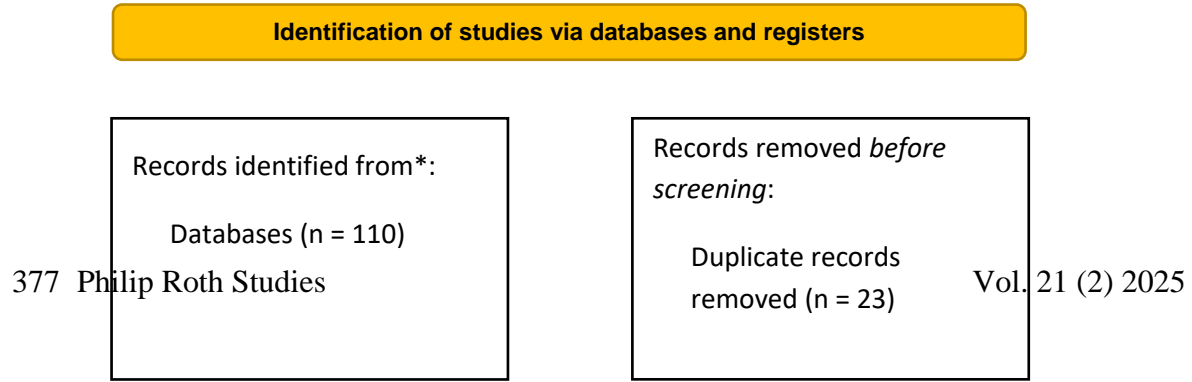 Identification of studies via databases and registers
Records identified from*:
Databases (n = 110)
Records removed before
screening:
Duplicate records
removed (n = 23)
377 Philip Roth Studies
Vol. 21 (2) 2025